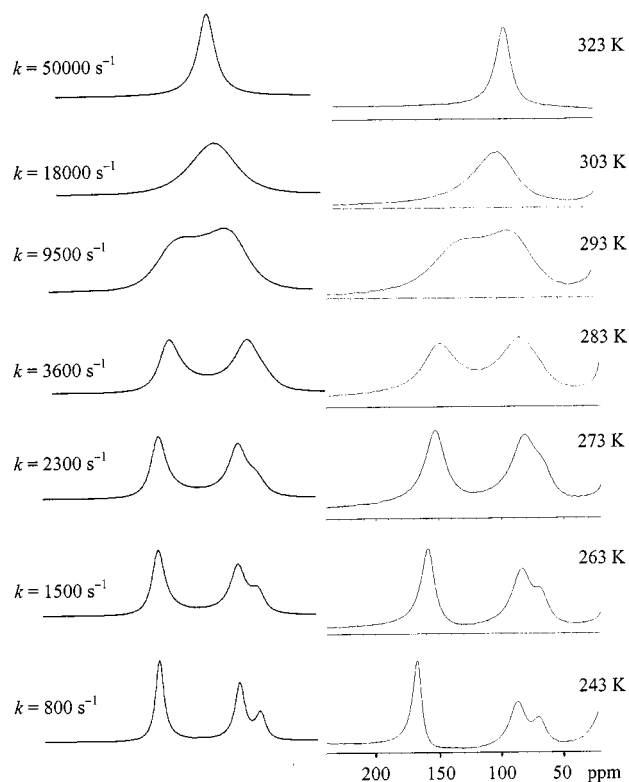 k = 50000 s⁻¹ 323 K
k = 18000 s⁻¹ 303 K
k = 9500 s⁻¹ 293 K
k = 3600 s⁻¹ 283 K
k = 2300 s⁻¹ 273 K
k = 1500 s⁻¹ 263 K
k = 800 s⁻¹ 243 K
200 150 100 50 ppm